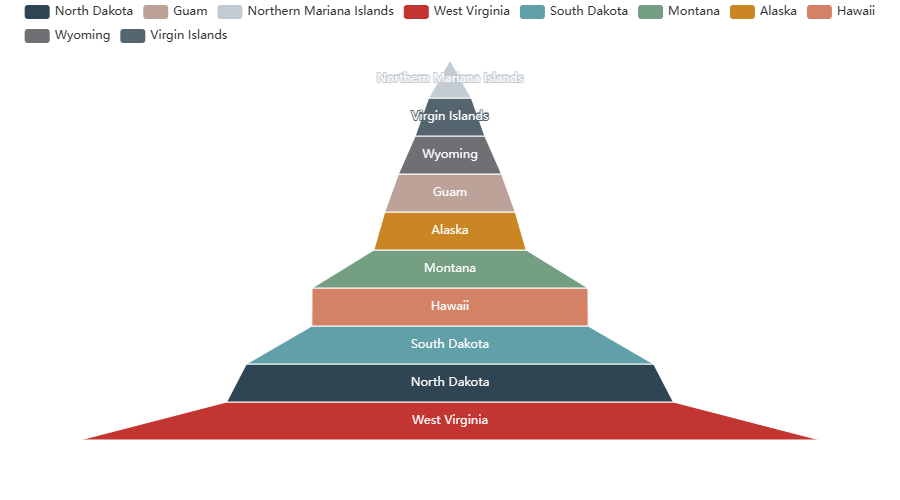 North Dakota Guam Northern Mariana Islands West Virginia South Dakota Montana Alaska Hawaii
Wyoming Virgin Islands
Northern Mariana Islands
Virgin Islands
Wyoming
Guam
Alaska
Montana
Hawaii
South Dakota
North Dakota
West Virginia